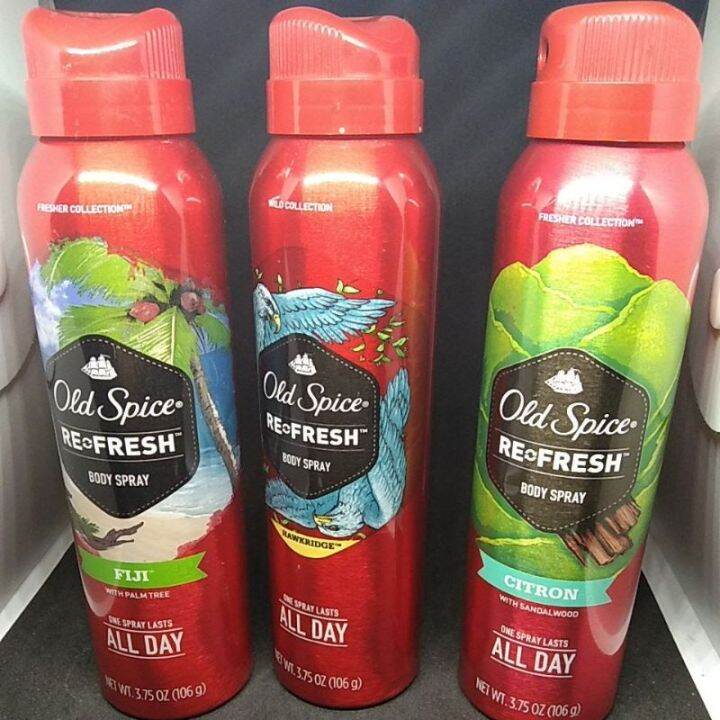 FRESHER COLLECTION™
Old Spice®
RE FRESH™
BODY SPRAY
FIJI
WITH PALM TREE
ONE SPRAY LASTS
ALL DAY
NET WT. 3.75 OZ (106 g)
WILD COLLECTION
Old Spice®
RE FRESH™
BODY SPRAY
HAWKRIDGE™
ONE SPRAY LASTS
ALL DAY
NET WT. 3.75 OZ (106 g)
FRESHER COLLECTION™
Old Spice®
RE FRESH™
BODY SPRAY
CITRON
WITH SANDALWOOD
ONE SPRAY LASTS
ALL DAY
NET WT. 3.75 OZ (106 g)